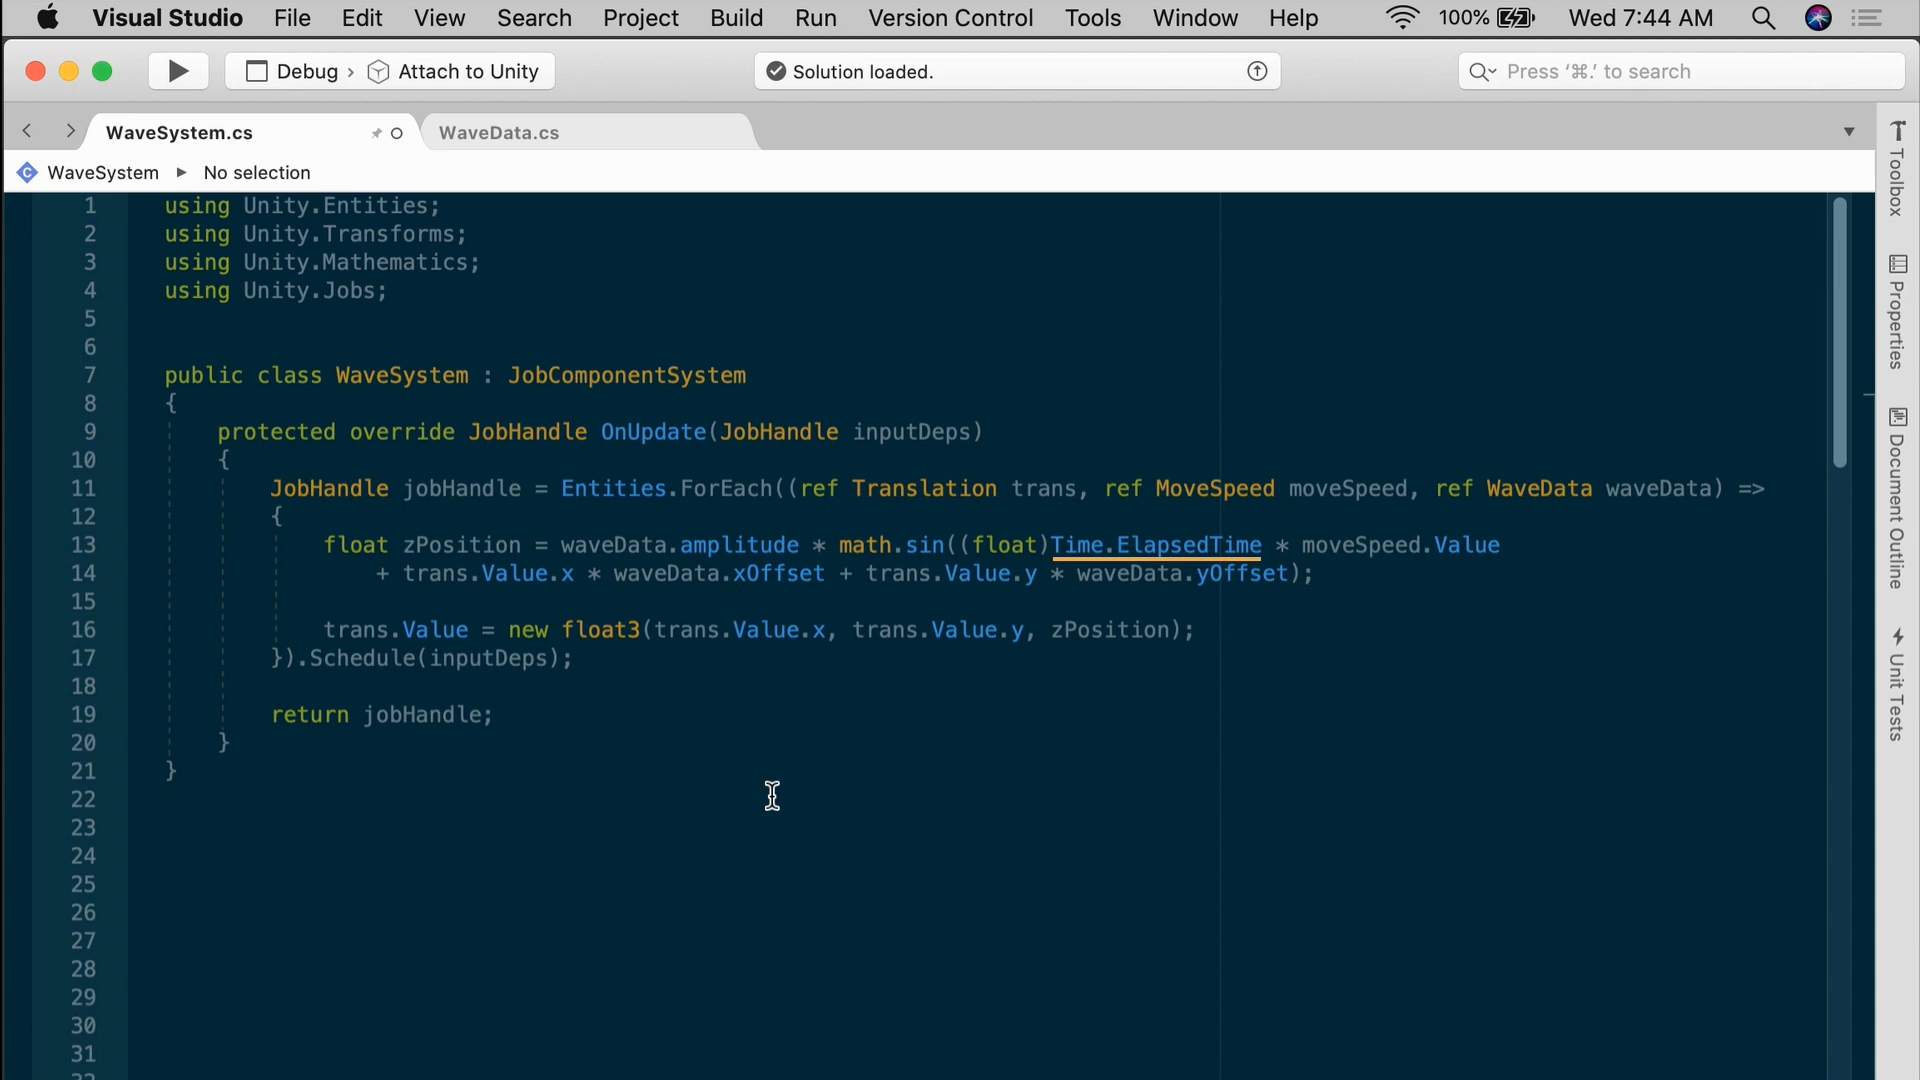 Visual Studio File Edit View Search Project Build Run Version Control Tools Window Help 100% Wed 7:44 AM
Debug › Attach to Unity Solution loaded. Press ‘⌘.’ to search
WaveSystem.cs WaveData.cs
WaveSystem ▸ No selection
1 using Unity.Entities;
2 using Unity.Transforms;
3 using Unity.Mathematics;
4 using Unity.Jobs;
5
6
7 public class WaveSystem : JobComponentSystem
8 {
9 protected override JobHandle OnUpdate(JobHandle inputDeps)
10 {
11 JobHandle jobHandle = Entities.ForEach((ref Translation trans, ref MoveSpeed moveSpeed, ref WaveData waveData) =>
12 {
13 float zPosition = waveData.amplitude * math.sin((float)Time.ElapsedTime * moveSpeed.Value
14 + trans.Value.x * waveData.xOffset + trans.Value.y * waveData.yOffset);
15
16 trans.Value = new float3(trans.Value.x, trans.Value.y, zPosition);
17 }).Schedule(inputDeps);
18
19 return jobHandle;
20 }
21 }
22
23
24
25
26
27
28
29
30
31
Toolbox
Properties
Document Outline
Unit Tests